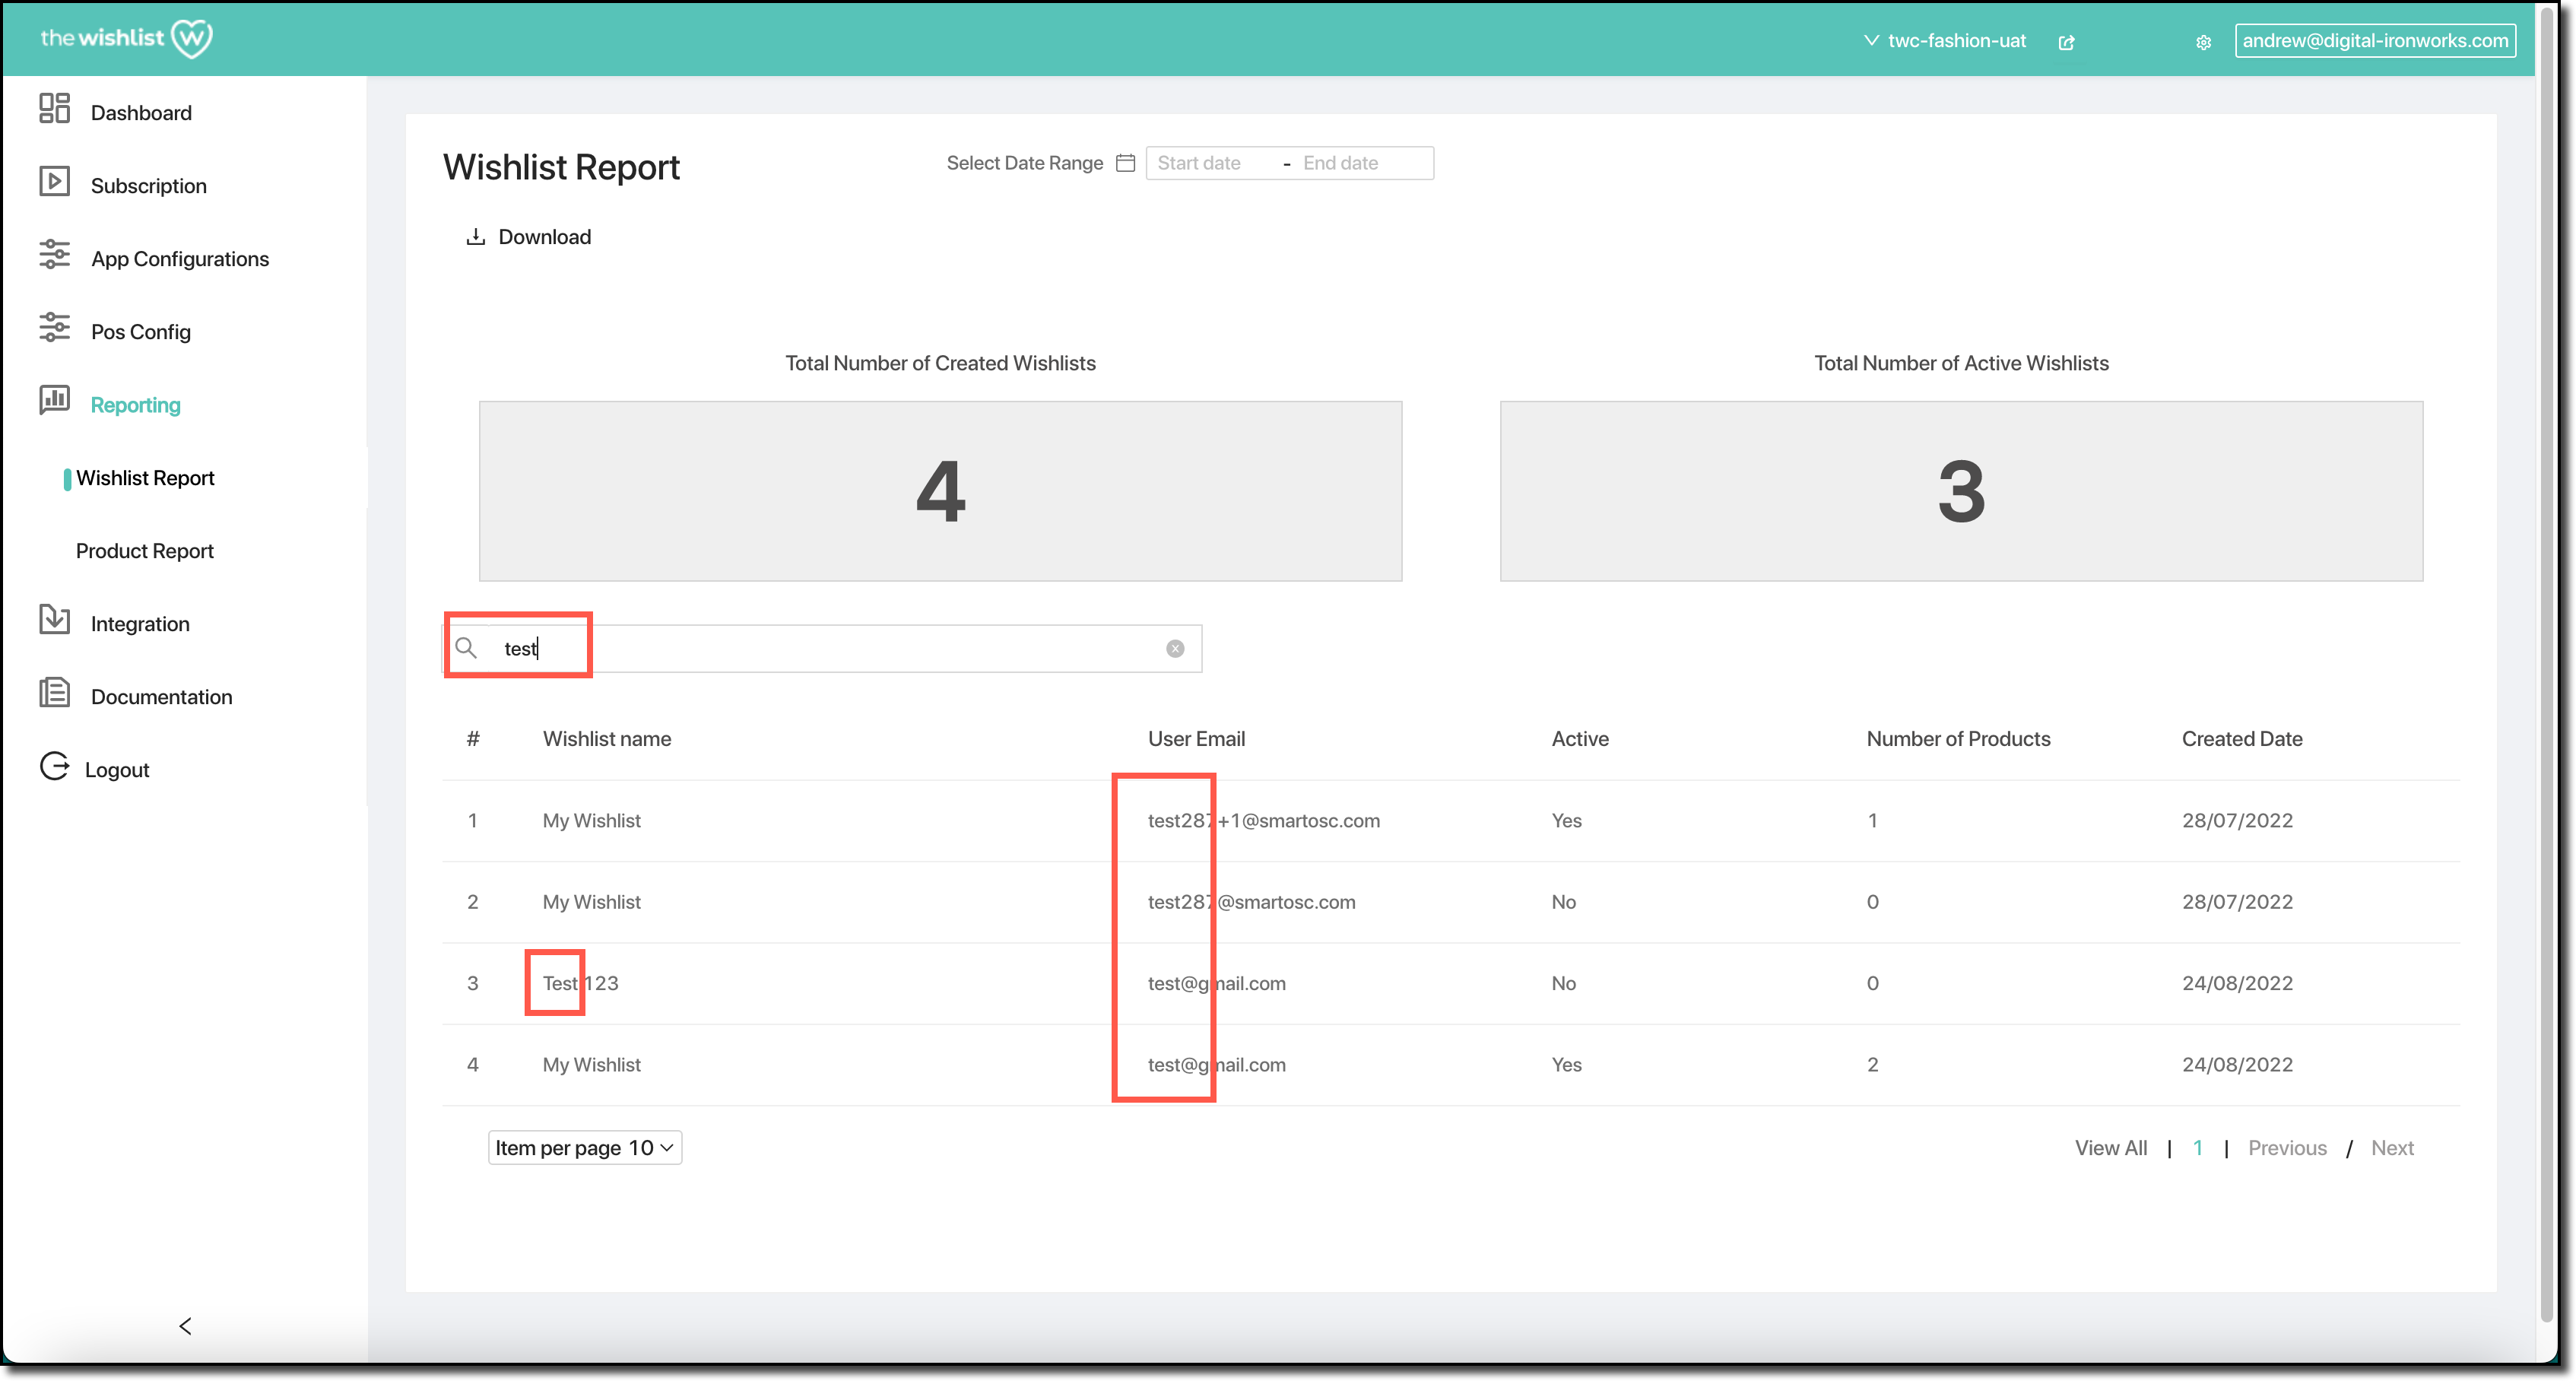 the wishlist W
twc-fashion-uat
andrew@digital-ironworks.com
Dashboard
Subscription
App Configurations
Pos Config
Reporting
Wishlist Report
Product Report
Integration
Documentation
Logout
Wishlist Report
Select Date Range Start date - End date
Download
Total Number of Created Wishlists
4
Total Number of Active Wishlists
3
test
# Wishlist name User Email Active Number of Products Created Date
1 My Wishlist test287+1@smartosc.com Yes 1 28/07/2022
2 My Wishlist test287@smartosc.com No 0 28/07/2022
3 Test 123 test@gmail.com No 0 24/08/2022
4 My Wishlist test@gmail.com Yes 2 24/08/2022
Item per page 10
View All | 1 | Previous / Next